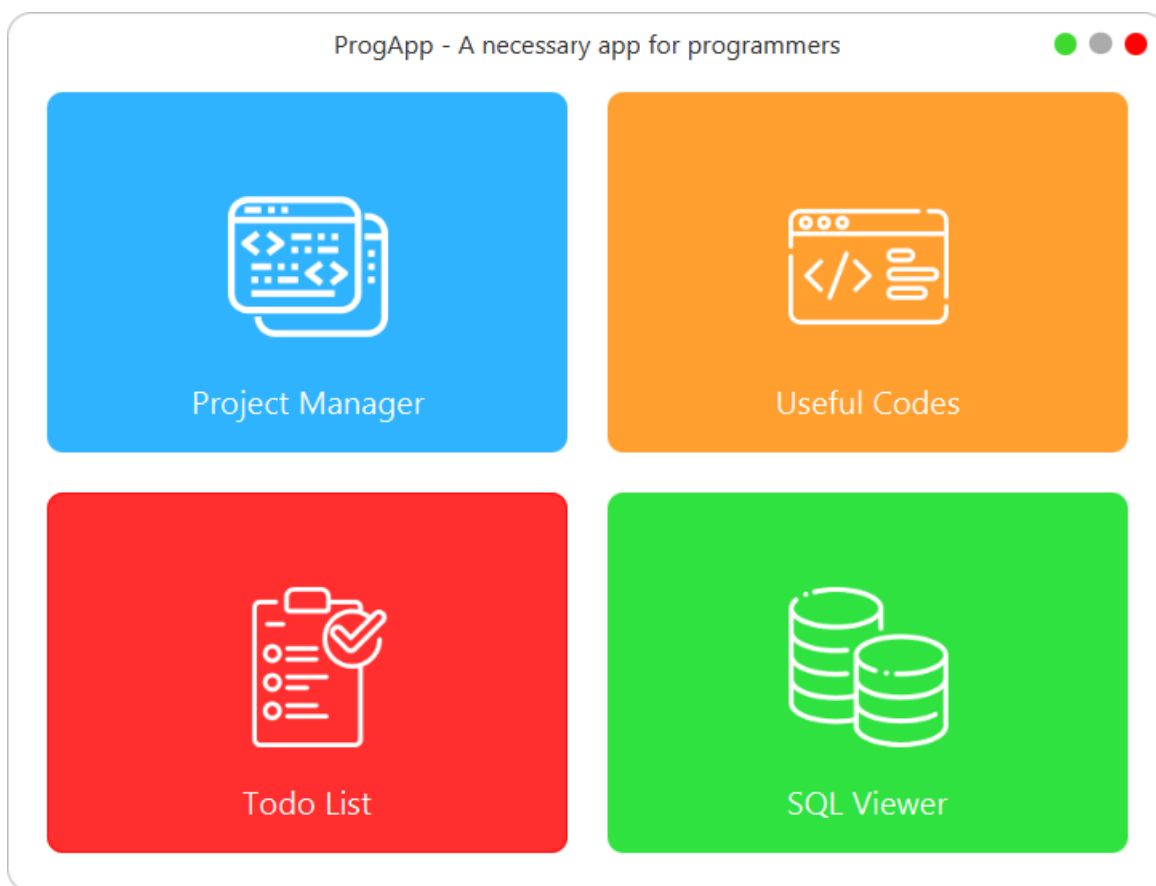 ProgApp - A necessary app for programmers
Project Manager
Useful Codes
Todo List
SQL Viewer